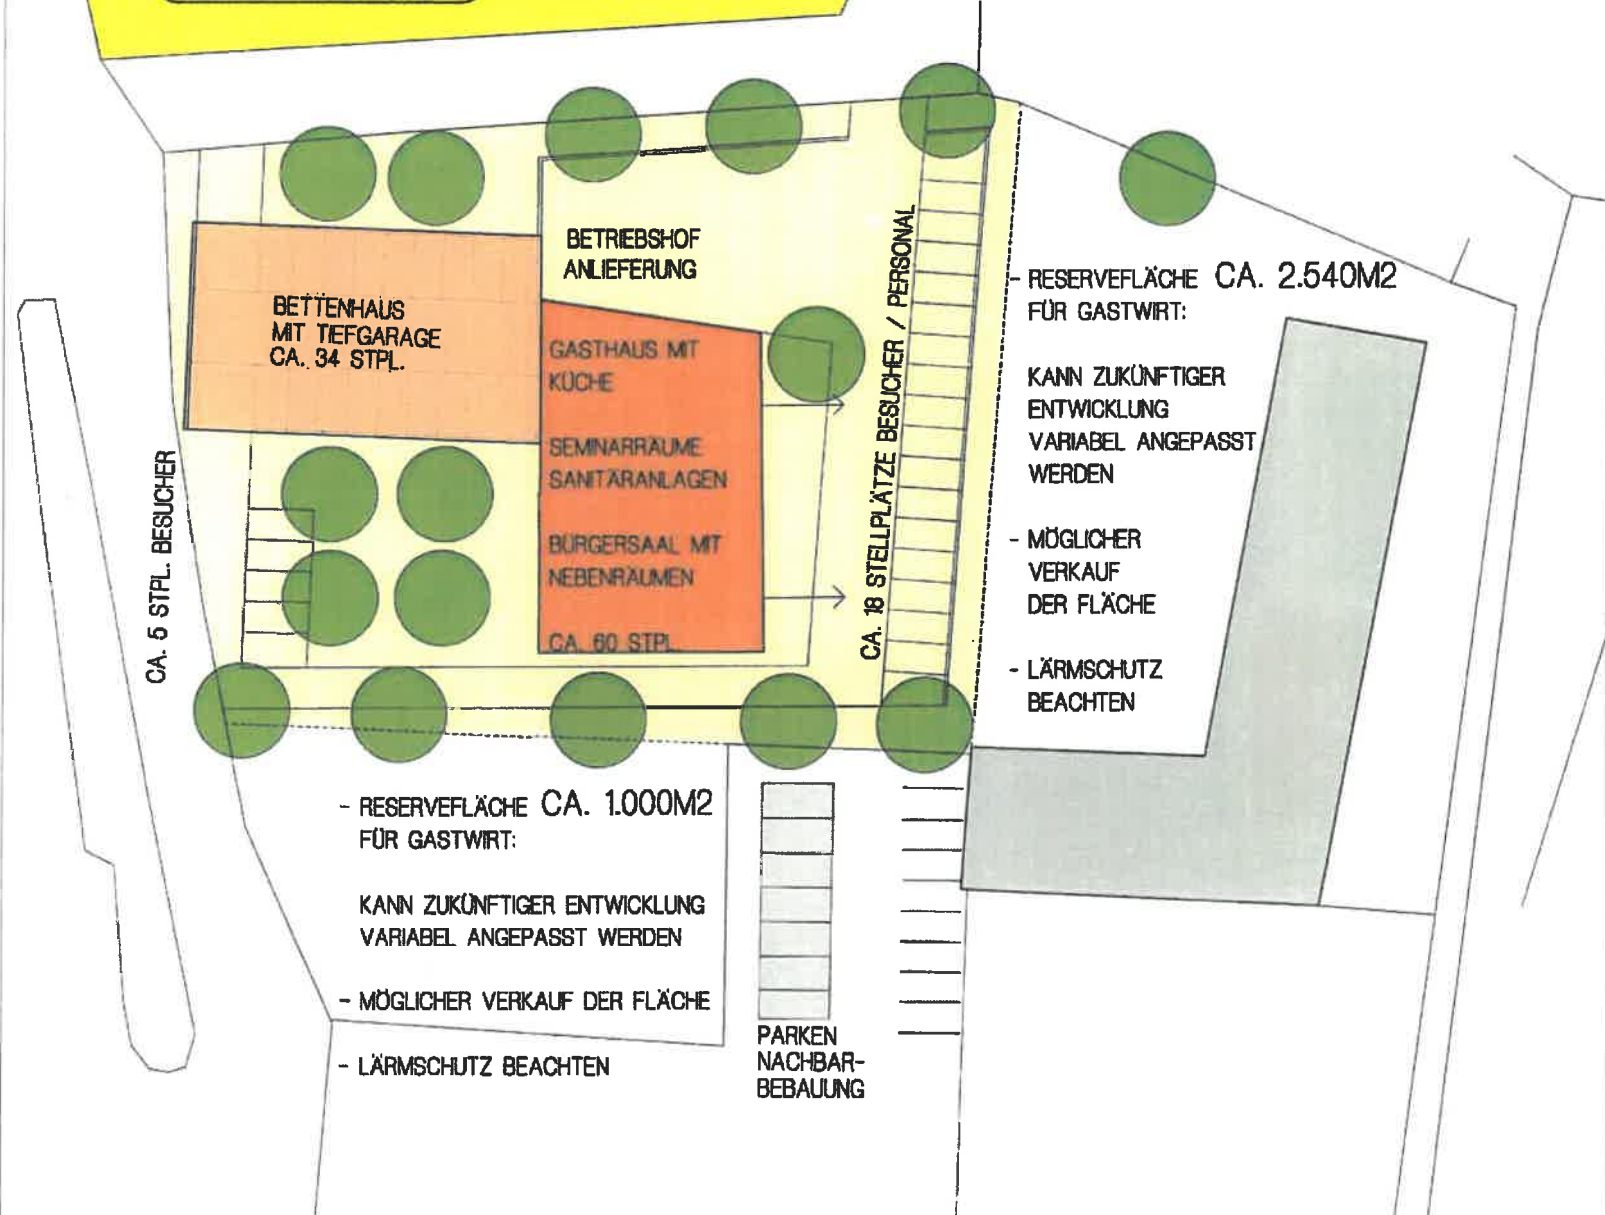 BETRIEBSHOF
ANLIEFERUNG
BETTENHAUS
MIT TIEFGARAGE
CA. 34 STPL.
GASTHAUS MIT
KÜCHE
SEMINARRÄUME
SANITÄRANLAGEN
BÜRGERSAAL MIT
NEBENRÄUMEN
CA. 60 STPL.
CA. 5 STPL. BESUCHER
CA. 18 STELLPLÄTZE BESUCHER / PERSONAL
- RESERVEFLÄCHE CA. 2.540M2
FÜR GASTWIRT:
KANN ZUKÜNFTIGER
ENTWICKLUNG
VARIABEL ANGEPASST
WERDEN
- MÖGLICHER
VERKAUF
DER FLÄCHE
- LÄRMSCHUTZ
BEACHTEN
- RESERVEFLÄCHE CA. 1.000M2
FÜR GASTWIRT:
KANN ZUKÜNFTIGER ENTWICKLUNG
VARIABEL ANGEPASST WERDEN
- MÖGLICHER VERKAUF DER FLÄCHE
- LÄRMSCHUTZ BEACHTEN
PARKEN
NACHBAR-
BEBAUUNG